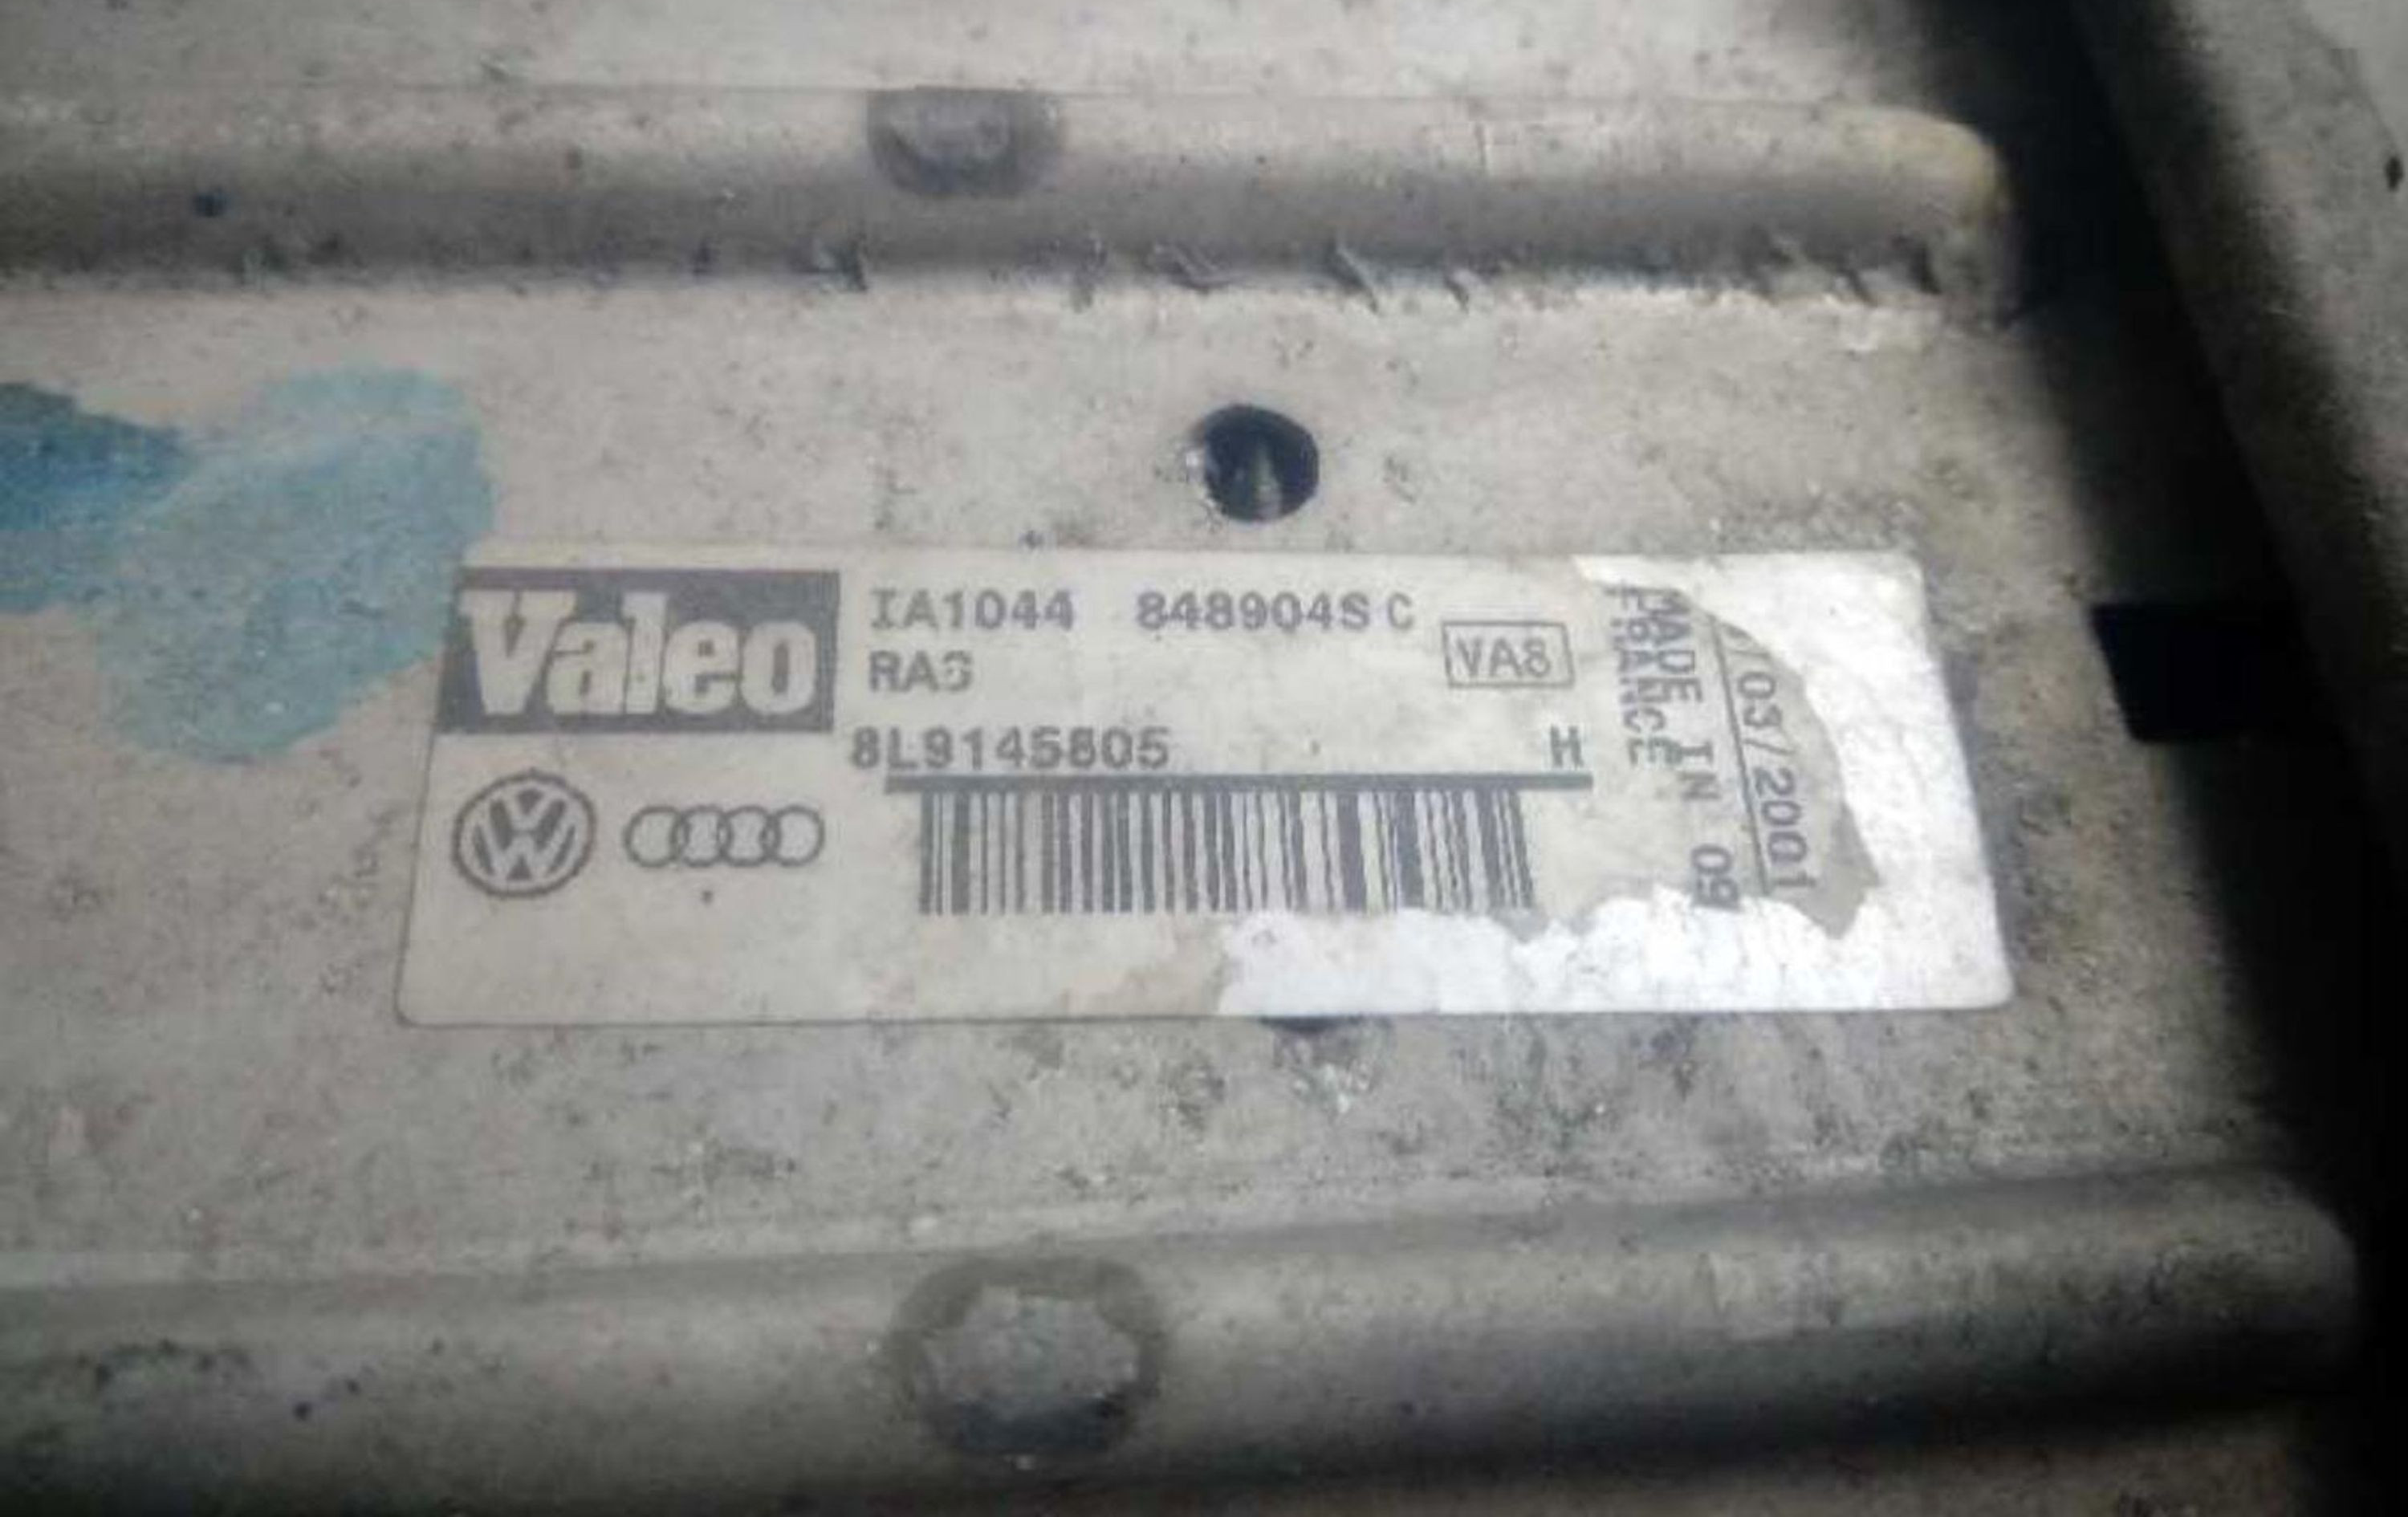 Valeo
IA1044 848904S C
RAS
VA8
8L9145805 H
MADE IN 09
FRANCE
/03/2001